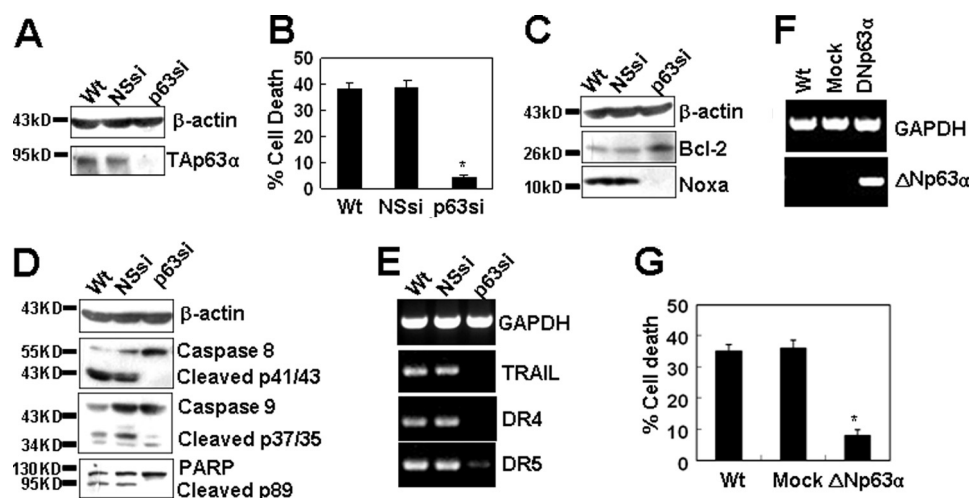 A
Wt NSsi p63si
43kD β-actin
95kD TAp63α
B
% Cell Death
50
40
30
20
10
0
*
Wt NSsi p63si
C
Wt NSsi p63si
43kD β-actin
26kD Bcl-2
10kD Noxa
F
Wt Mock DNp63α
GAPDH
ΔNp63α
D
Wt NSsi p63si
43KD β-actin
55KD Caspase 8
43KD Cleaved p41/43
Caspase 9
43KD
34KD Cleaved p37/35
130KD PARP
95KD Cleaved p89
E
Wt NSsi p63si
GAPDH
TRAIL
DR4
DR5
G
% Cell death
50
40
30
20
10
0
*
Wt Mock ΔNp63α